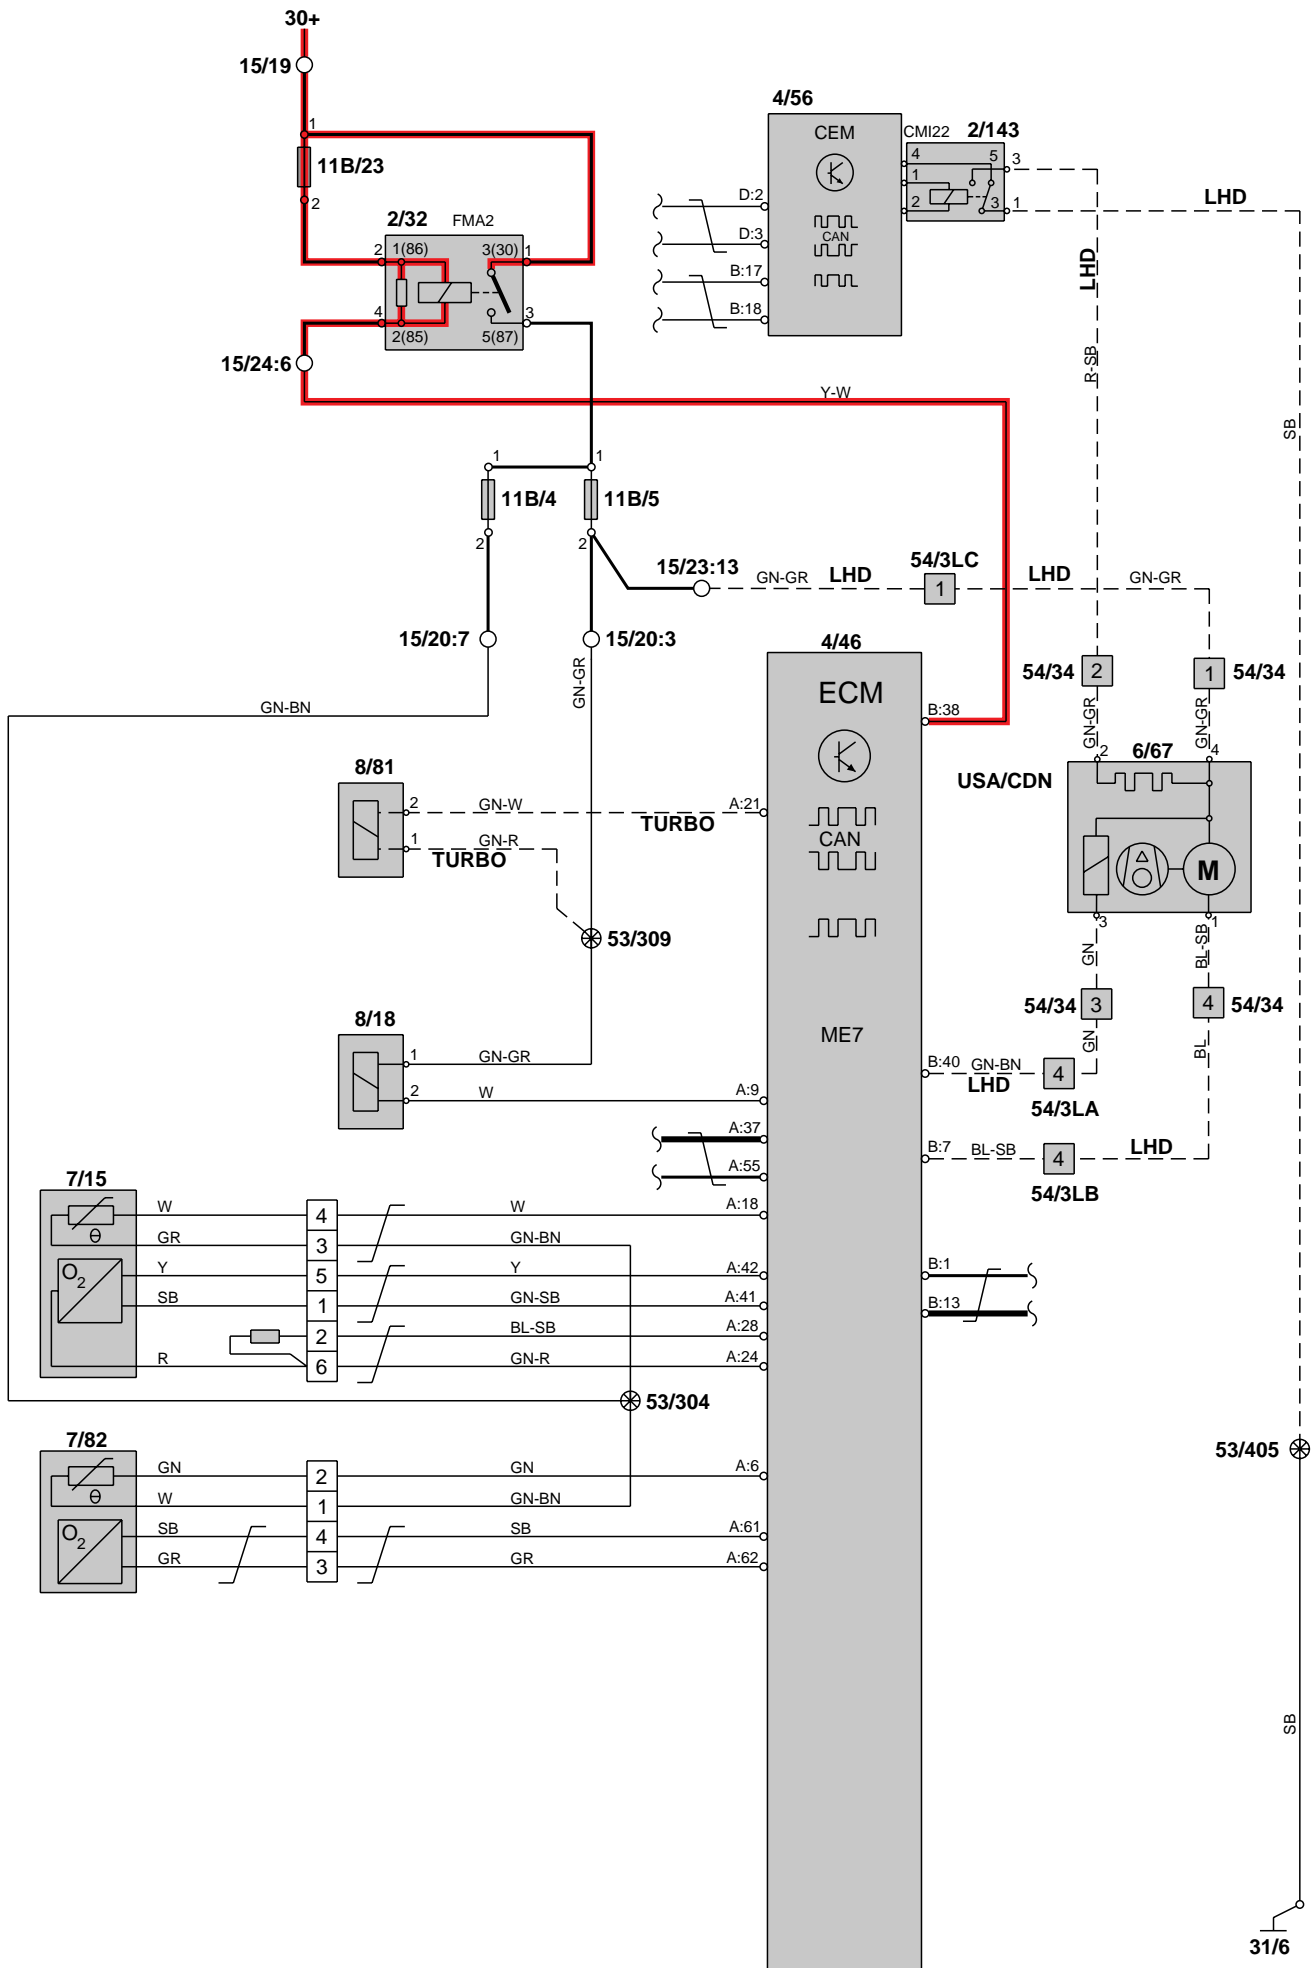 30+
15/19
1
11B/23
2
2/32 FMA2
2 1(86) 3(30) 1
4 2(85) 5(87) 3
15/24:6
Y-W
4/56
CEM
CAN
D:2
D:3
B:17
B:18
CMI22 2/143
4 5 3
1
2 3 1
LHD
LHD
R-SB
SB
1 1
11B/4 11B/5
2 2
15/23:13 GN-GR LHD 54/3LC 1 LHD GN-GR
15/20:7 15/20:3
GN-BN
GN-GR
4/46
ECM
CAN
ME7
B:38
54/34 2 1 54/34
GN-GR GN-GR
2 6/67 4
USA/CDN
M
3 1
GN BL-SB
54/34 3 4 54/34
GN BL
8/81
2 GN-W A:21
TURBO
1 GN-R
TURBO
53/309
8/18
1 GN-GR
2 W A:9
A:37
A:55
B:40 GN-BN 4
LHD
54/3LA
B:7 BL-SB 4 LHD
54/3LB
7/15
W 4 W A:18
Θ
GR 3 GN-BN
O2
Y 5 Y A:42
SB 1 GN-SB A:41
2 BL-SB A:28
R 6 GN-R A:24
B:1
B:13
53/304
7/82
GN 2 GN A:6
Θ
W 1 GN-BN
O2
SB 4 SB A:61
GR 3 GR A:62
53/405
SB
31/6